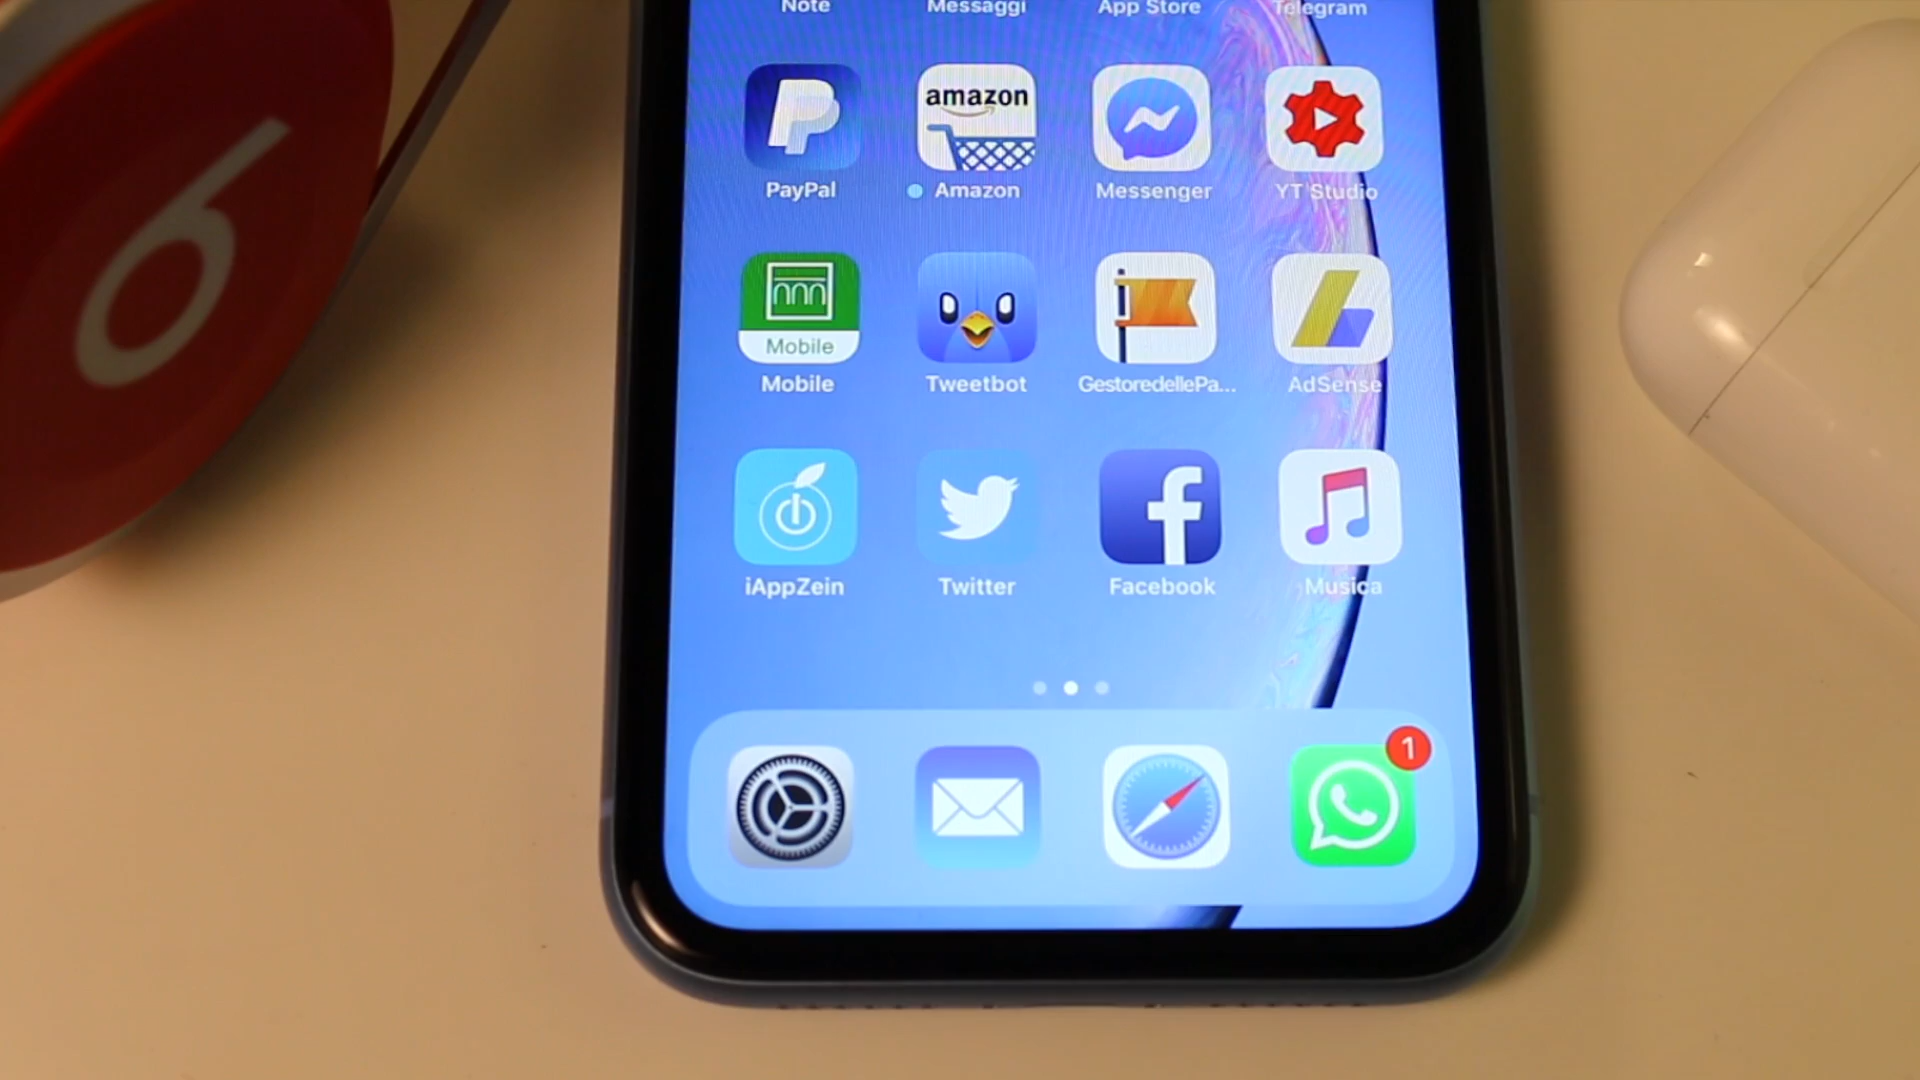 Note Messaggi App Store Telegram
amazon
PayPal Amazon Messenger YT Studio
Mobile
Mobile Tweetbot GestoredellePa... AdSense
iAppZein Twitter Facebook Musica
1